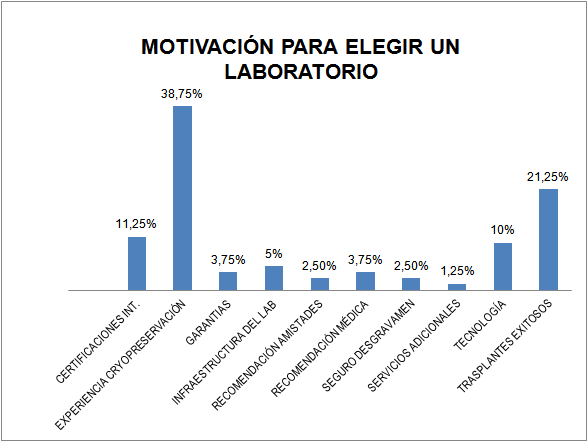 MOTIVACIÓN PARA ELEGIR UN
LABORATORIO
38,75%
21,25%
11,25%
10%
3,75%
5%
2,50%
3,75%
2,50%
1,25%
CERTIFICACIONES INT.
EXPERIENCIA CRYOPRESERVACIÓN
GARANTIAS
INFRAESTRUCTURA DEL LAB
RECOMENDACIÓN AMISTADES
RECOMENDACIÓN MÉDICA
SEGURO DESGRAVAMEN
SERVICIOS ADICIONALES
TECNOLOGÍA
TRASPLANTES EXITOSOS